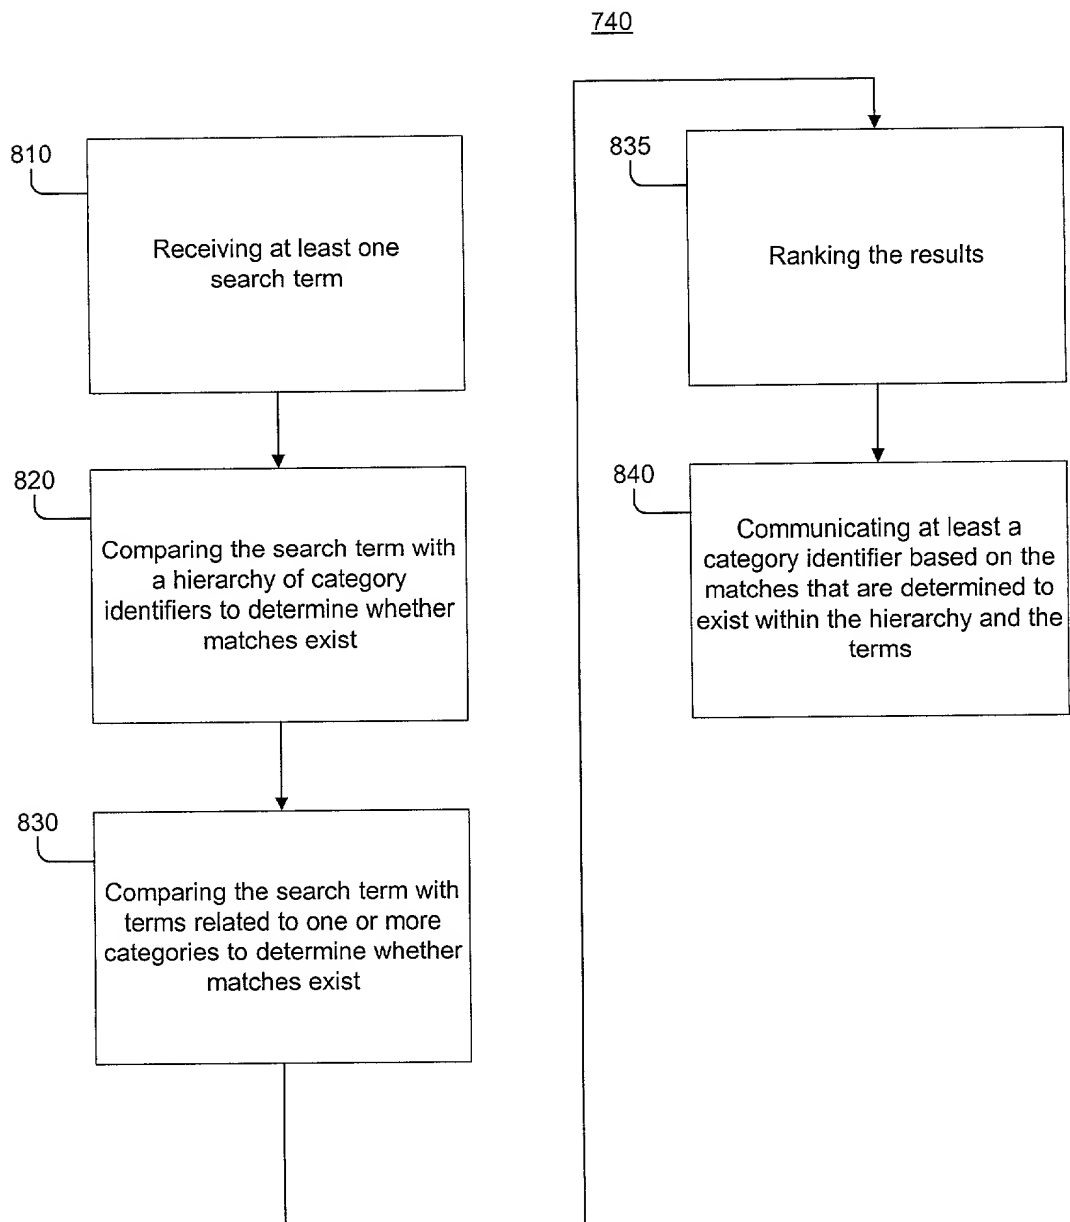 740
810
Receiving at least one
search term
820
Comparing the search term with
a hierarchy of category
identifiers to determine whether
matches exist
830
Comparing the search term with
terms related to one or more
categories to determine whether
matches exist
835
Ranking the results
840
Communicating at least a
category identifier based on the
matches that are determined to
exist within the hierarchy and the
terms